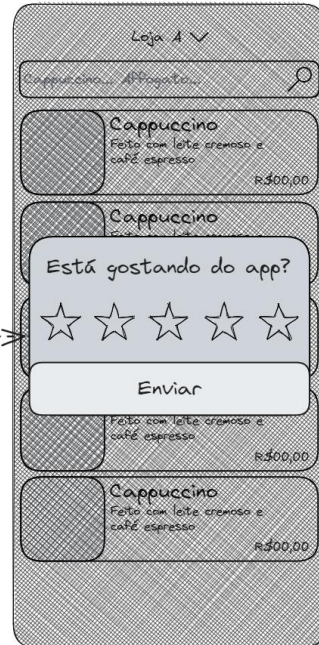 Loja A
Cappuccino... Affogato...
Cappuccino
Feito com leite cremoso e
café espresso
R$00,00
Cappuccino
Está gostando do app?
Enviar
Feito com leite cremoso e
café espresso
R$00,00
Cappuccino
Feito com leite cremoso e
café espresso
R$00,00